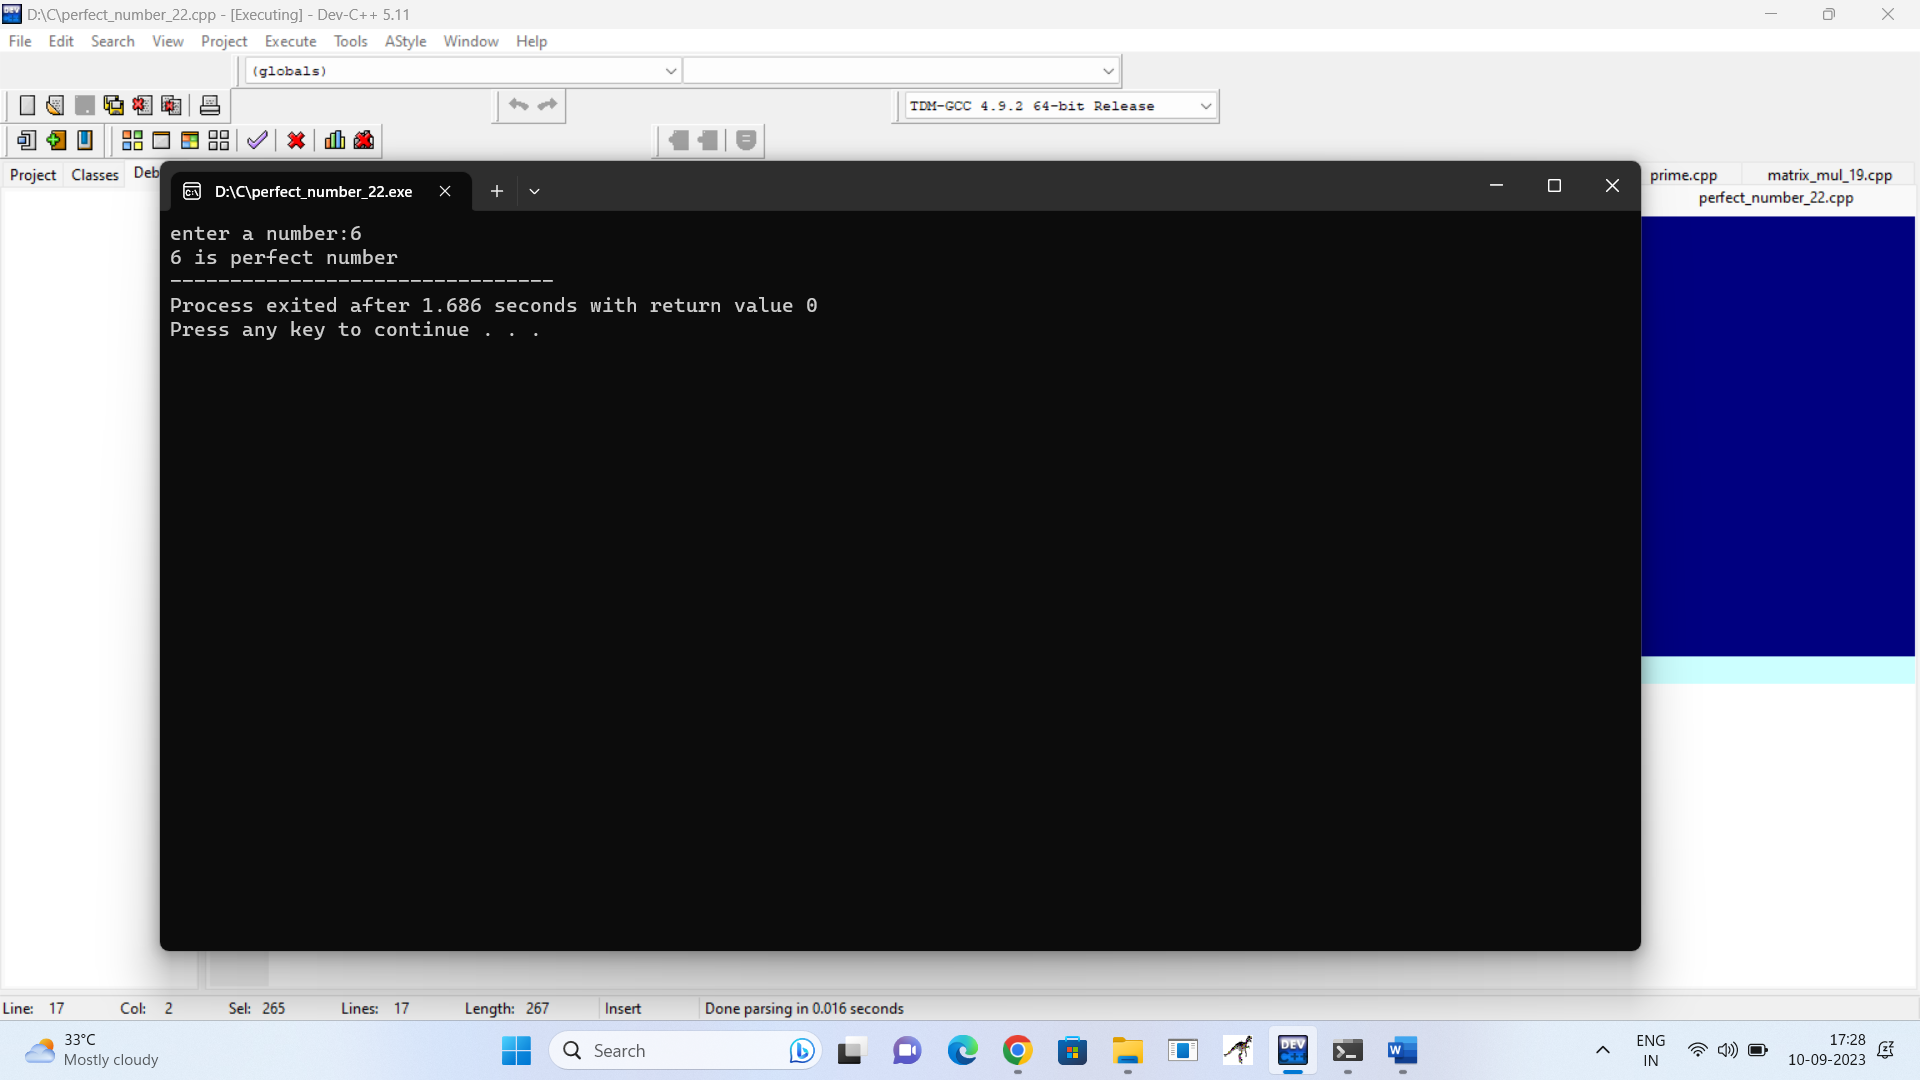 D:\C\perfect_number_22.cpp - [Executing] - Dev-C++ 5.11
File Edit Search View Project Execute Tools AStyle Window Help
(globals)
TDM-GCC 4.9.2 64-bit Release
Project Classes Deb
prime.cpp matrix_mul_19.cpp
perfect_number_22.cpp
D:\C\perfect_number_22.exe
enter a number:6
6 is perfect number
--------------------------------
Process exited after 1.686 seconds with return value 0
Press any key to continue . . .
Line: 17 Col: 2 Sel: 265 Lines: 17 Length: 267 Insert Done parsing in 0.016 seconds
33°C
Mostly cloudy
Search
DEV
C++
ENG
IN
17:28
10-09-2023